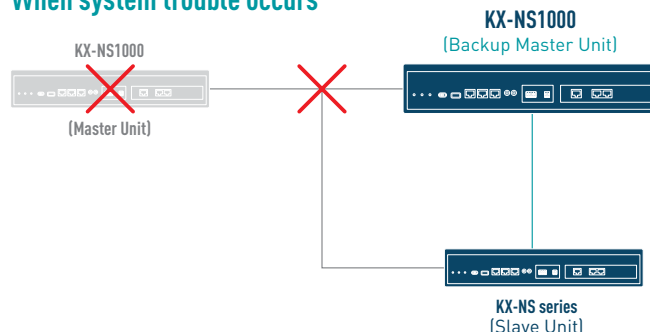 When system trouble occurs
KX-NS1000
(Master Unit)
KX-NS1000
(Backup Master Unit)
KX-NS series
(Slave Unit)